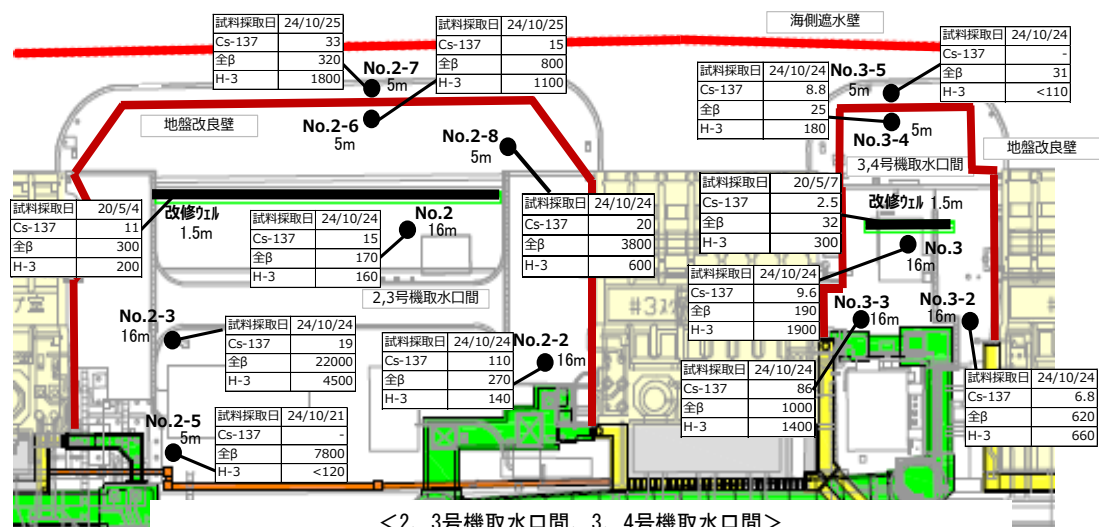 海側遮水壁
試料採取日 24/10/25
Cs-137 33
全β 320
H-3 1800
No.2-7
5m
試料採取日 24/10/25
Cs-137 15
全β 800
H-3 1100
No.2-6
5m
地盤改良壁
No.2-8
5m
試料採取日 24/10/24
Cs-137 20
全β 3800
H-3 600
試料採取日 20/5/4
Cs-137 11
全β 300
H-3 200
改修ウェル
1.5m
試料採取日 24/10/24
Cs-137 15
全β 170
H-3 160
No.2
16m
2,3号機取水口間
No.2-3
16m
試料採取日 24/10/24
Cs-137 19
全β 22000
H-3 4500
試料採取日 24/10/24
Cs-137 110
全β 270
H-3 140
No.2-2
16m
No.2-5
5m
試料採取日 24/10/21
Cs-137 -
全β 7800
H-3 <120
試料採取日 24/10/24
Cs-137 -
全β 31
H-3 <110
No.3-5
5m
試料採取日 24/10/24
Cs-137 8.8
全β 25
H-3 180
No.3-4
5m
地盤改良壁
3,4号機取水口間
試料採取日 20/5/7
Cs-137 2.5
全β 32
H-3 300
改修ウェル 1.5m
No.3
16m
試料採取日 24/10/24
Cs-137 9.6
全β 190
H-3 1900
No.3-3
16m
試料採取日 24/10/24
Cs-137 86
全β 1000
H-3 1400
No.3-2
16m
試料採取日 24/10/24
Cs-137 6.8
全β 620
H-3 660
プ室
<2、3号機取水口間、3、4号機取水口間>